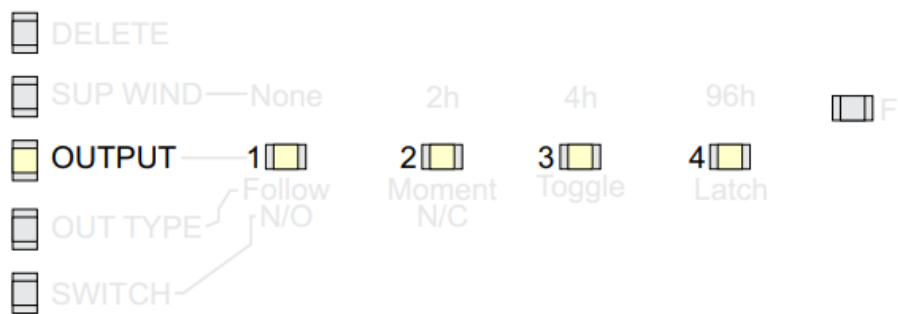 DELETE
SUP WIND None 2h 4h 96h
F
OUTPUT 1 2 3 4
Follow Moment Toggle Latch
OUT TYPE N/O N/C
SWITCH